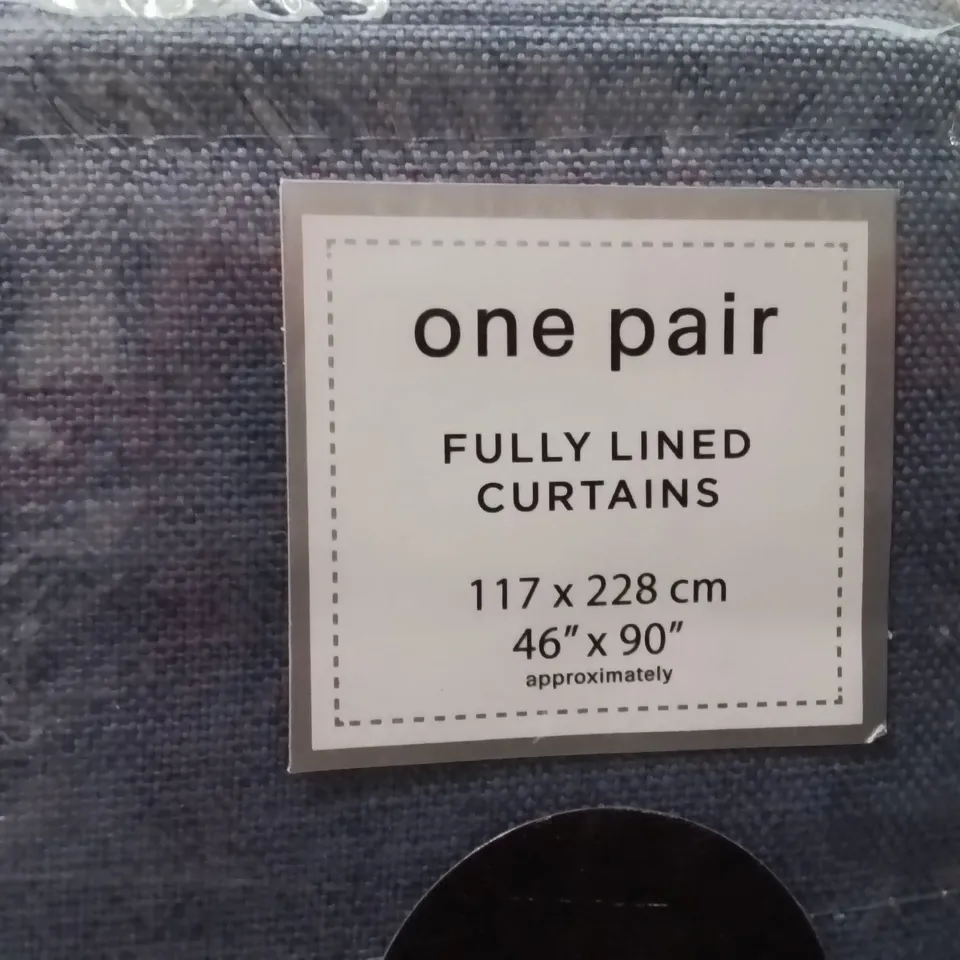 one pair
FULLY LINED
CURTAINS
117 x 228 cm
46” x 90”
approximately